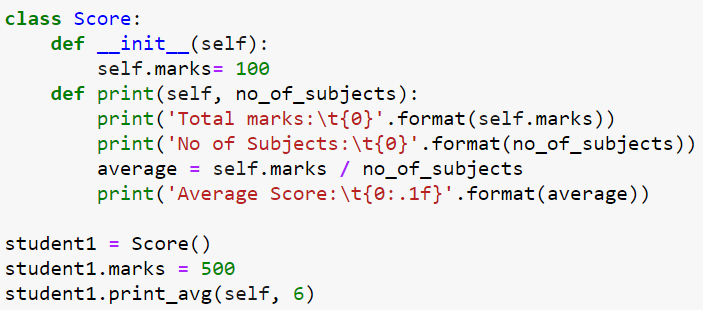 class Score:
    def __init__(self):
        self.marks= 100
    def print(self, no_of_subjects):
        print('Total marks:\t{0}'.format(self.marks))
        print('No of Subjects:\t{0}'.format(no_of_subjects))
        average = self.marks / no_of_subjects
        print('Average Score:\t{0:.1f}'.format(average))

student1 = Score()
student1.marks = 500
student1.print_avg(self, 6)